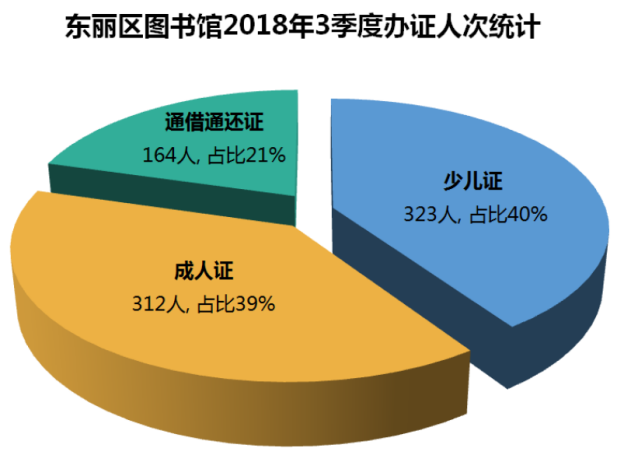 东丽区图书馆2018年3季度办证人次统计
通借通还证
164人, 占比21%
少儿证
323人, 占比40%
成人证
312人, 占比39%